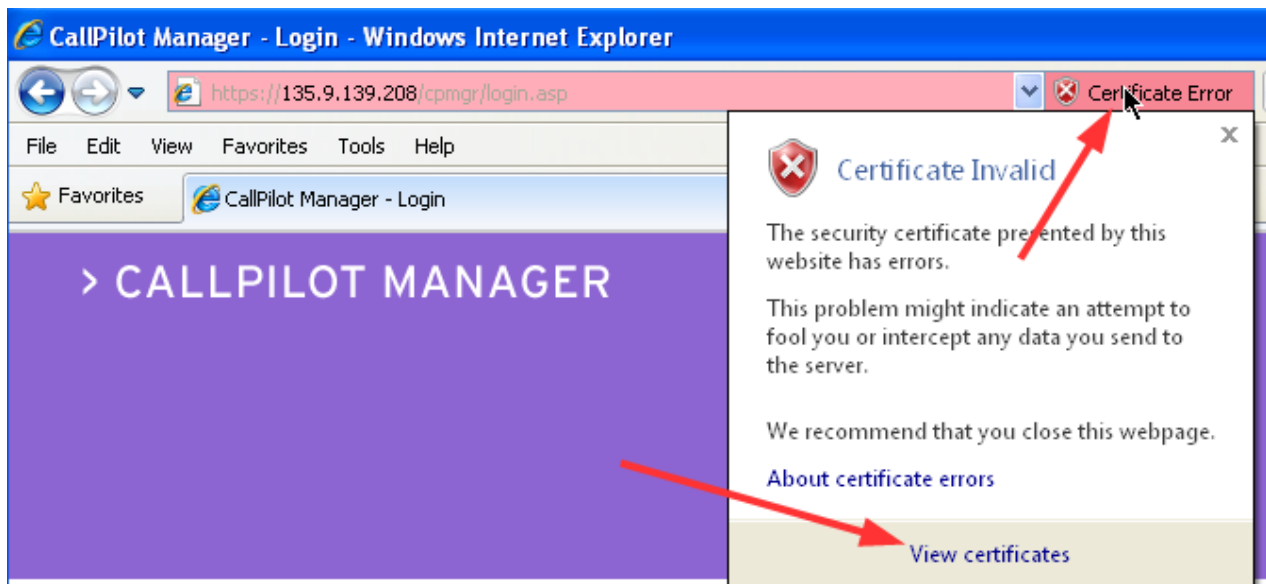 CallPilot Manager - Login - Windows Internet Explorer
https://135.9.139.208/cpmgr/login.asp
Certificate Error
File Edit View Favorites Tools Help
Favorites
CallPilot Manager - Login
> CALLPILOT MANAGER
x
Certificate Invalid
The security certificate presented by this
website has errors.
This problem might indicate an attempt to
fool you or intercept any data you send to
the server.
We recommend that you close this webpage.
About certificate errors
View certificates